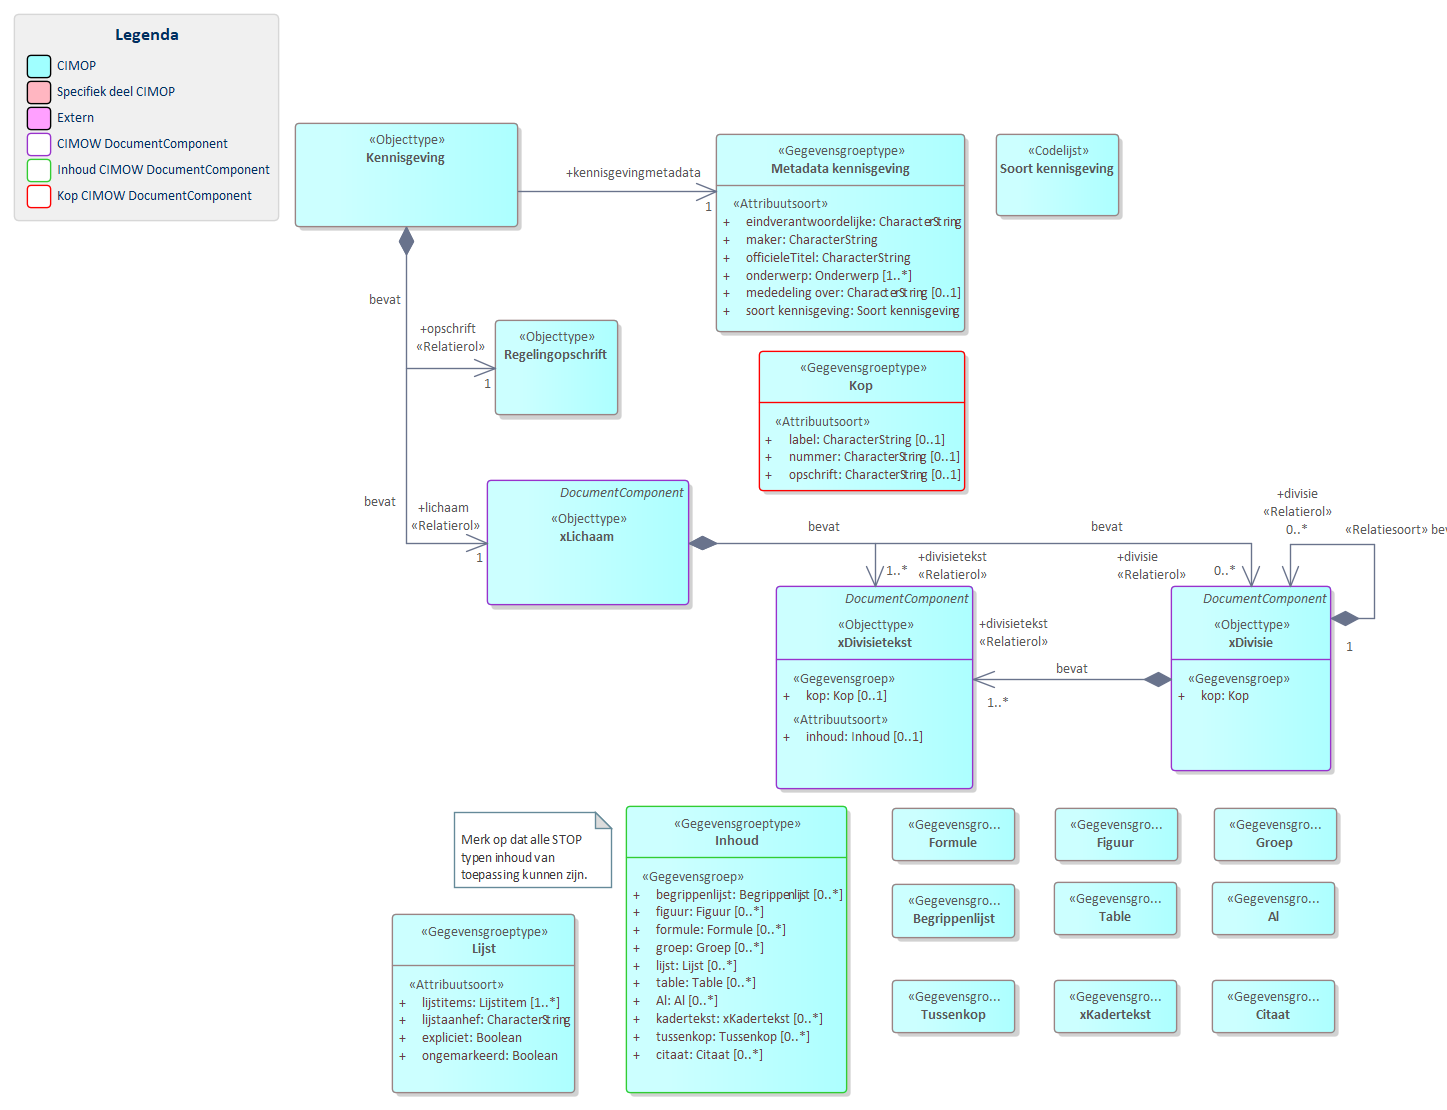 Legenda
CIMOP
Specifiek deel CIMOP
Extern
CIMOW DocumentComponent
Inhoud CIMOW DocumentComponent
Kop CIMOW DocumentComponent
«Objecttype»
Kennisgeving
+kennisgevingmetadata
1
«Gegevensgroeptype»
Metadata kennisgeving
«Attribuutsoort»
+ eindverantwoordelijke: CharacterString
+ maker: CharacterString
+ officieleTitel: CharacterString
+ onderwerp: Onderwerp [1..*]
+ mededeling over: CharacterString [0..1]
+ soort kennisgeving: Soort kennisgeving
«Codelijst»
Soort kennisgeving
bevat
+opschrift
«Relatierol»
1
«Objecttype»
Regelingopschrift
«Gegevensgroeptype»
Kop
«Attribuutsoort»
+ label: CharacterString [0..1]
+ nummer: CharacterString [0..1]
+ opschrift: CharacterString [0..1]
bevat
+lichaam
«Relatierol»
1
DocumentComponent
«Objecttype»
xLichaam
bevat
bevat
+divisietekst
«Relatierol»
1..*
+divisie
«Relatierol»
0..*
+divisie
«Relatierol»
0..*
«Relatiesoort» bev
1
DocumentComponent
«Objecttype»
xDivisietekst
«Gegevensgroep»
+ kop: Kop [0..1]
«Attribuutsoort»
+ inhoud: Inhoud [0..1]
+divisietekst
«Relatierol»
bevat
1..*
DocumentComponent
«Objecttype»
xDivisie
«Gegevensgroep»
+ kop: Kop
Merk op dat alle STOP
typen inhoud van
toepassing kunnen zijn.
«Gegevensgroeptype»
Lijst
«Attribuutsoort»
+ lijstitems: Lijstitem [1..*]
+ lijstaanhef: CharacterString
+ expliciet: Boolean
+ ongemarkeerd: Boolean
«Gegevensgroeptype»
Inhoud
«Gegevensgroep»
+ begrippenlijst: Begrippenlijst [0..*]
+ figuur: Figuur [0..*]
+ formule: Formule [0..*]
+ groep: Groep [0..*]
+ lijst: Lijst [0..*]
+ table: Table [0..*]
+ Al: Al [0..*]
+ kadertekst: xKadertekst [0..*]
+ tussenkop: Tussenkop [0..*]
+ citaat: Citaat [0..*]
«Gegevensgro...
Formule
«Gegevensgro...
Figuur
«Gegevensgro...
Groep
«Gegevensgro...
Begrippenlijst
«Gegevensgro...
Table
«Gegevensgro...
Al
«Gegevensgro...
Tussenkop
«Gegevensgro...
xKadertekst
«Gegevensgro...
Citaat